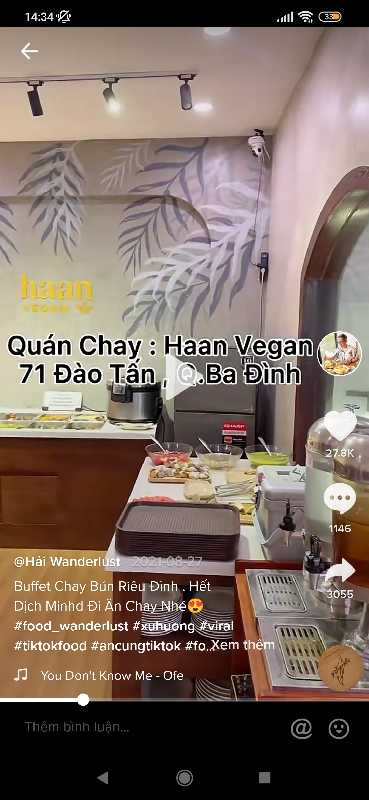 14:34
33
haan
VEGAN
Quán Chay : Haan Vegan
71 Đào Tấn , Q.Ba Đình
27.8K
1146
3055
@Hải Wanderlust 2021-08-27
Buffet Chay Bún Riêu Đỉnh . Hết
Dịch Minhd Đi Ăn Chay Nhé😍
#food_wanderlust #xuhuong #viral
#tiktokfood #ancungtiktok #fo...Xem thêm
You Don't Know Me - Ofe
Thêm bình luận...
@